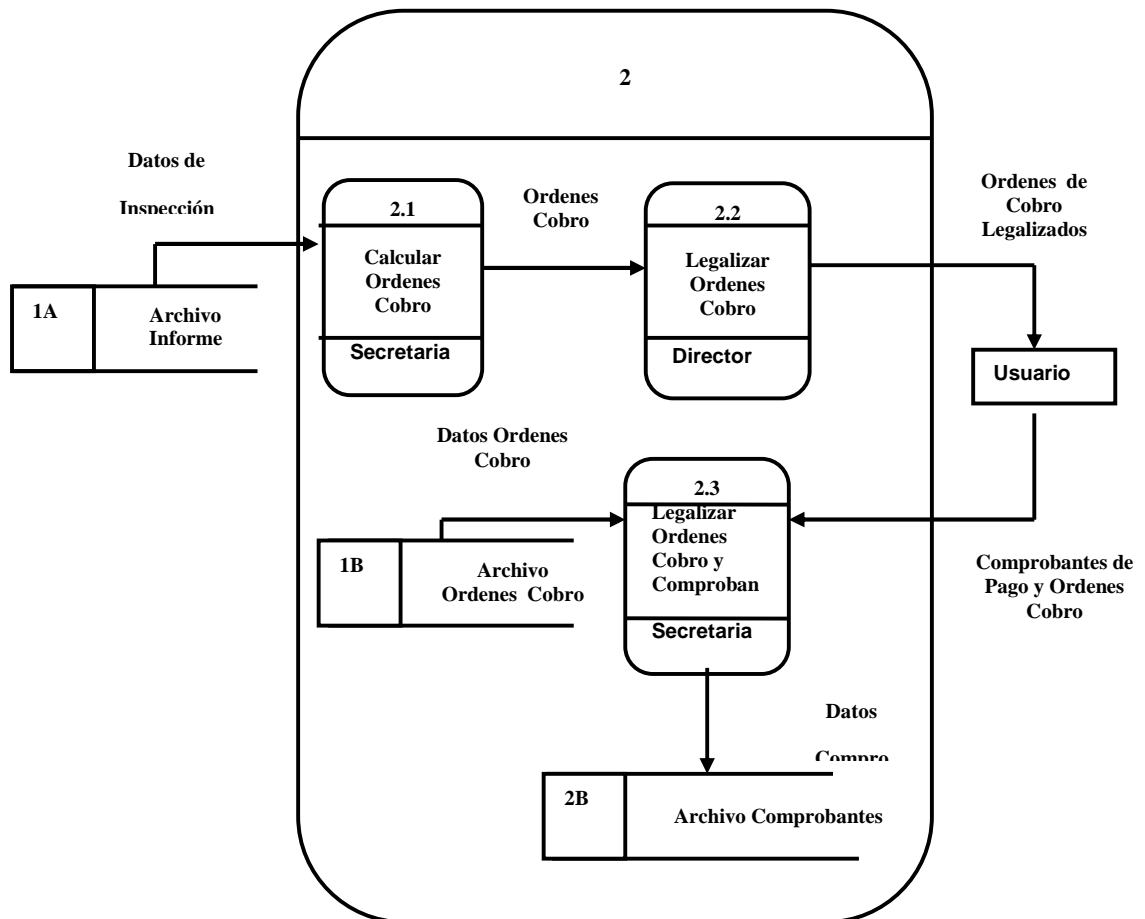 2
Datos de
Inspección
2.1
Calcular
Ordenes
Cobro
Secretaria
Ordenes
Cobro
2.2
Legalizar
Ordenes
Cobro
Director
Ordenes de
Cobro
Legalizados
1A
Archivo
Informe
Usuario
Datos Ordenes
Cobro
2.3
Legalizar
Ordenes
Cobro y
Comproban
Secretaria
1B
Archivo
Ordenes Cobro
Comprobantes de
Pago y Ordenes
Cobro
Datos
Compro
2B
Archivo Comprobantes